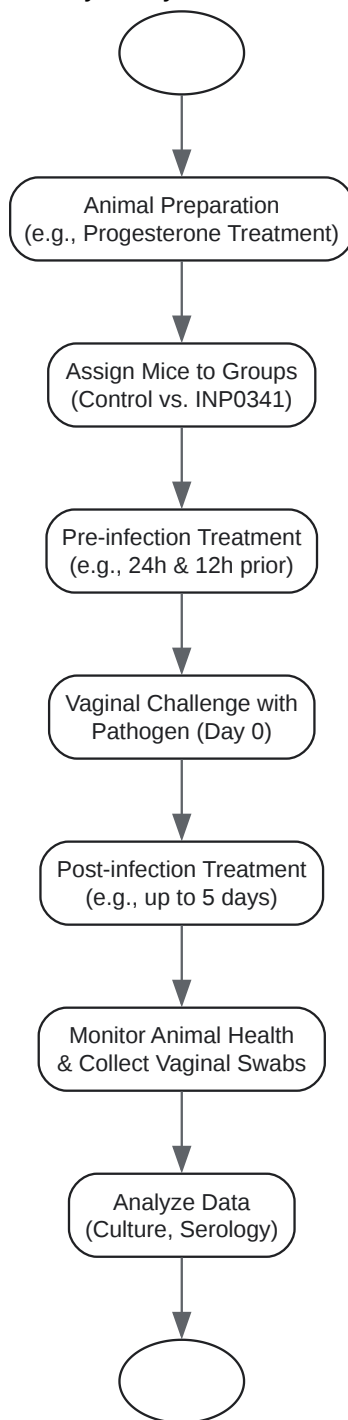 Animal Preparation
(e.g., Progesterone Treatment)
Assign Mice to Groups
(Control vs. INP0341)
Pre-infection Treatment
(e.g., 24h & 12h prior)
Vaginal Challenge with
Pathogen (Day 0)
Post-infection Treatment
(e.g., up to 5 days)
Monitor Animal Health
& Collect Vaginal Swabs
Analyze Data
(Culture, Serology)